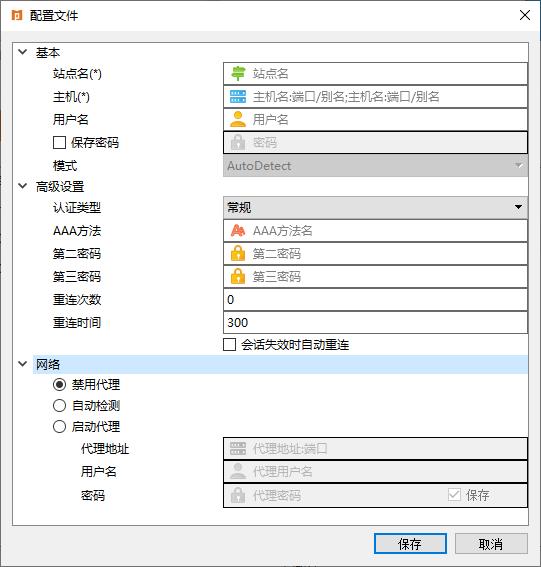 配置文件
基本
站点名(*) 站点名
主机(*) 主机名:端口/别名;主机名:端口/别名
用户名 用户名
保存密码 密码
模式 AutoDetect
高级设置
认证类型 常规
AAA方法 AAA方法名
第二密码 第二密码
第三密码 第三密码
重连次数 0
重连时间 300
会话失效时自动重连
网络
禁用代理
自动检测
启动代理
代理地址 代理地址:端口
用户名 代理用户名
密码 代理密码 保存
保存 取消